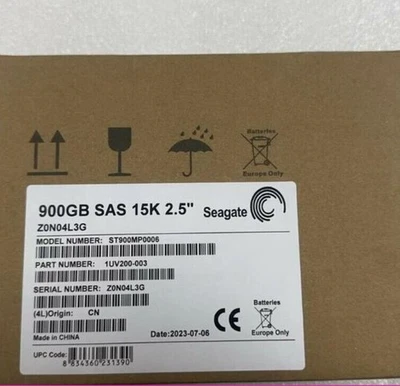 Batteries
Europe Only
900GB SAS 15K 2.5" Seagate
Z0N04L3G
MODEL NUMBER: ST900MP0006
PART NUMBER: 1UV200-003
SERIAL NUMBER: Z0N04L3G
(4L)Origin: CN
Made in CHINA
Date:2023-07-06
CE
Batteries
Europe Only
UPC Code:
8 834360 231390